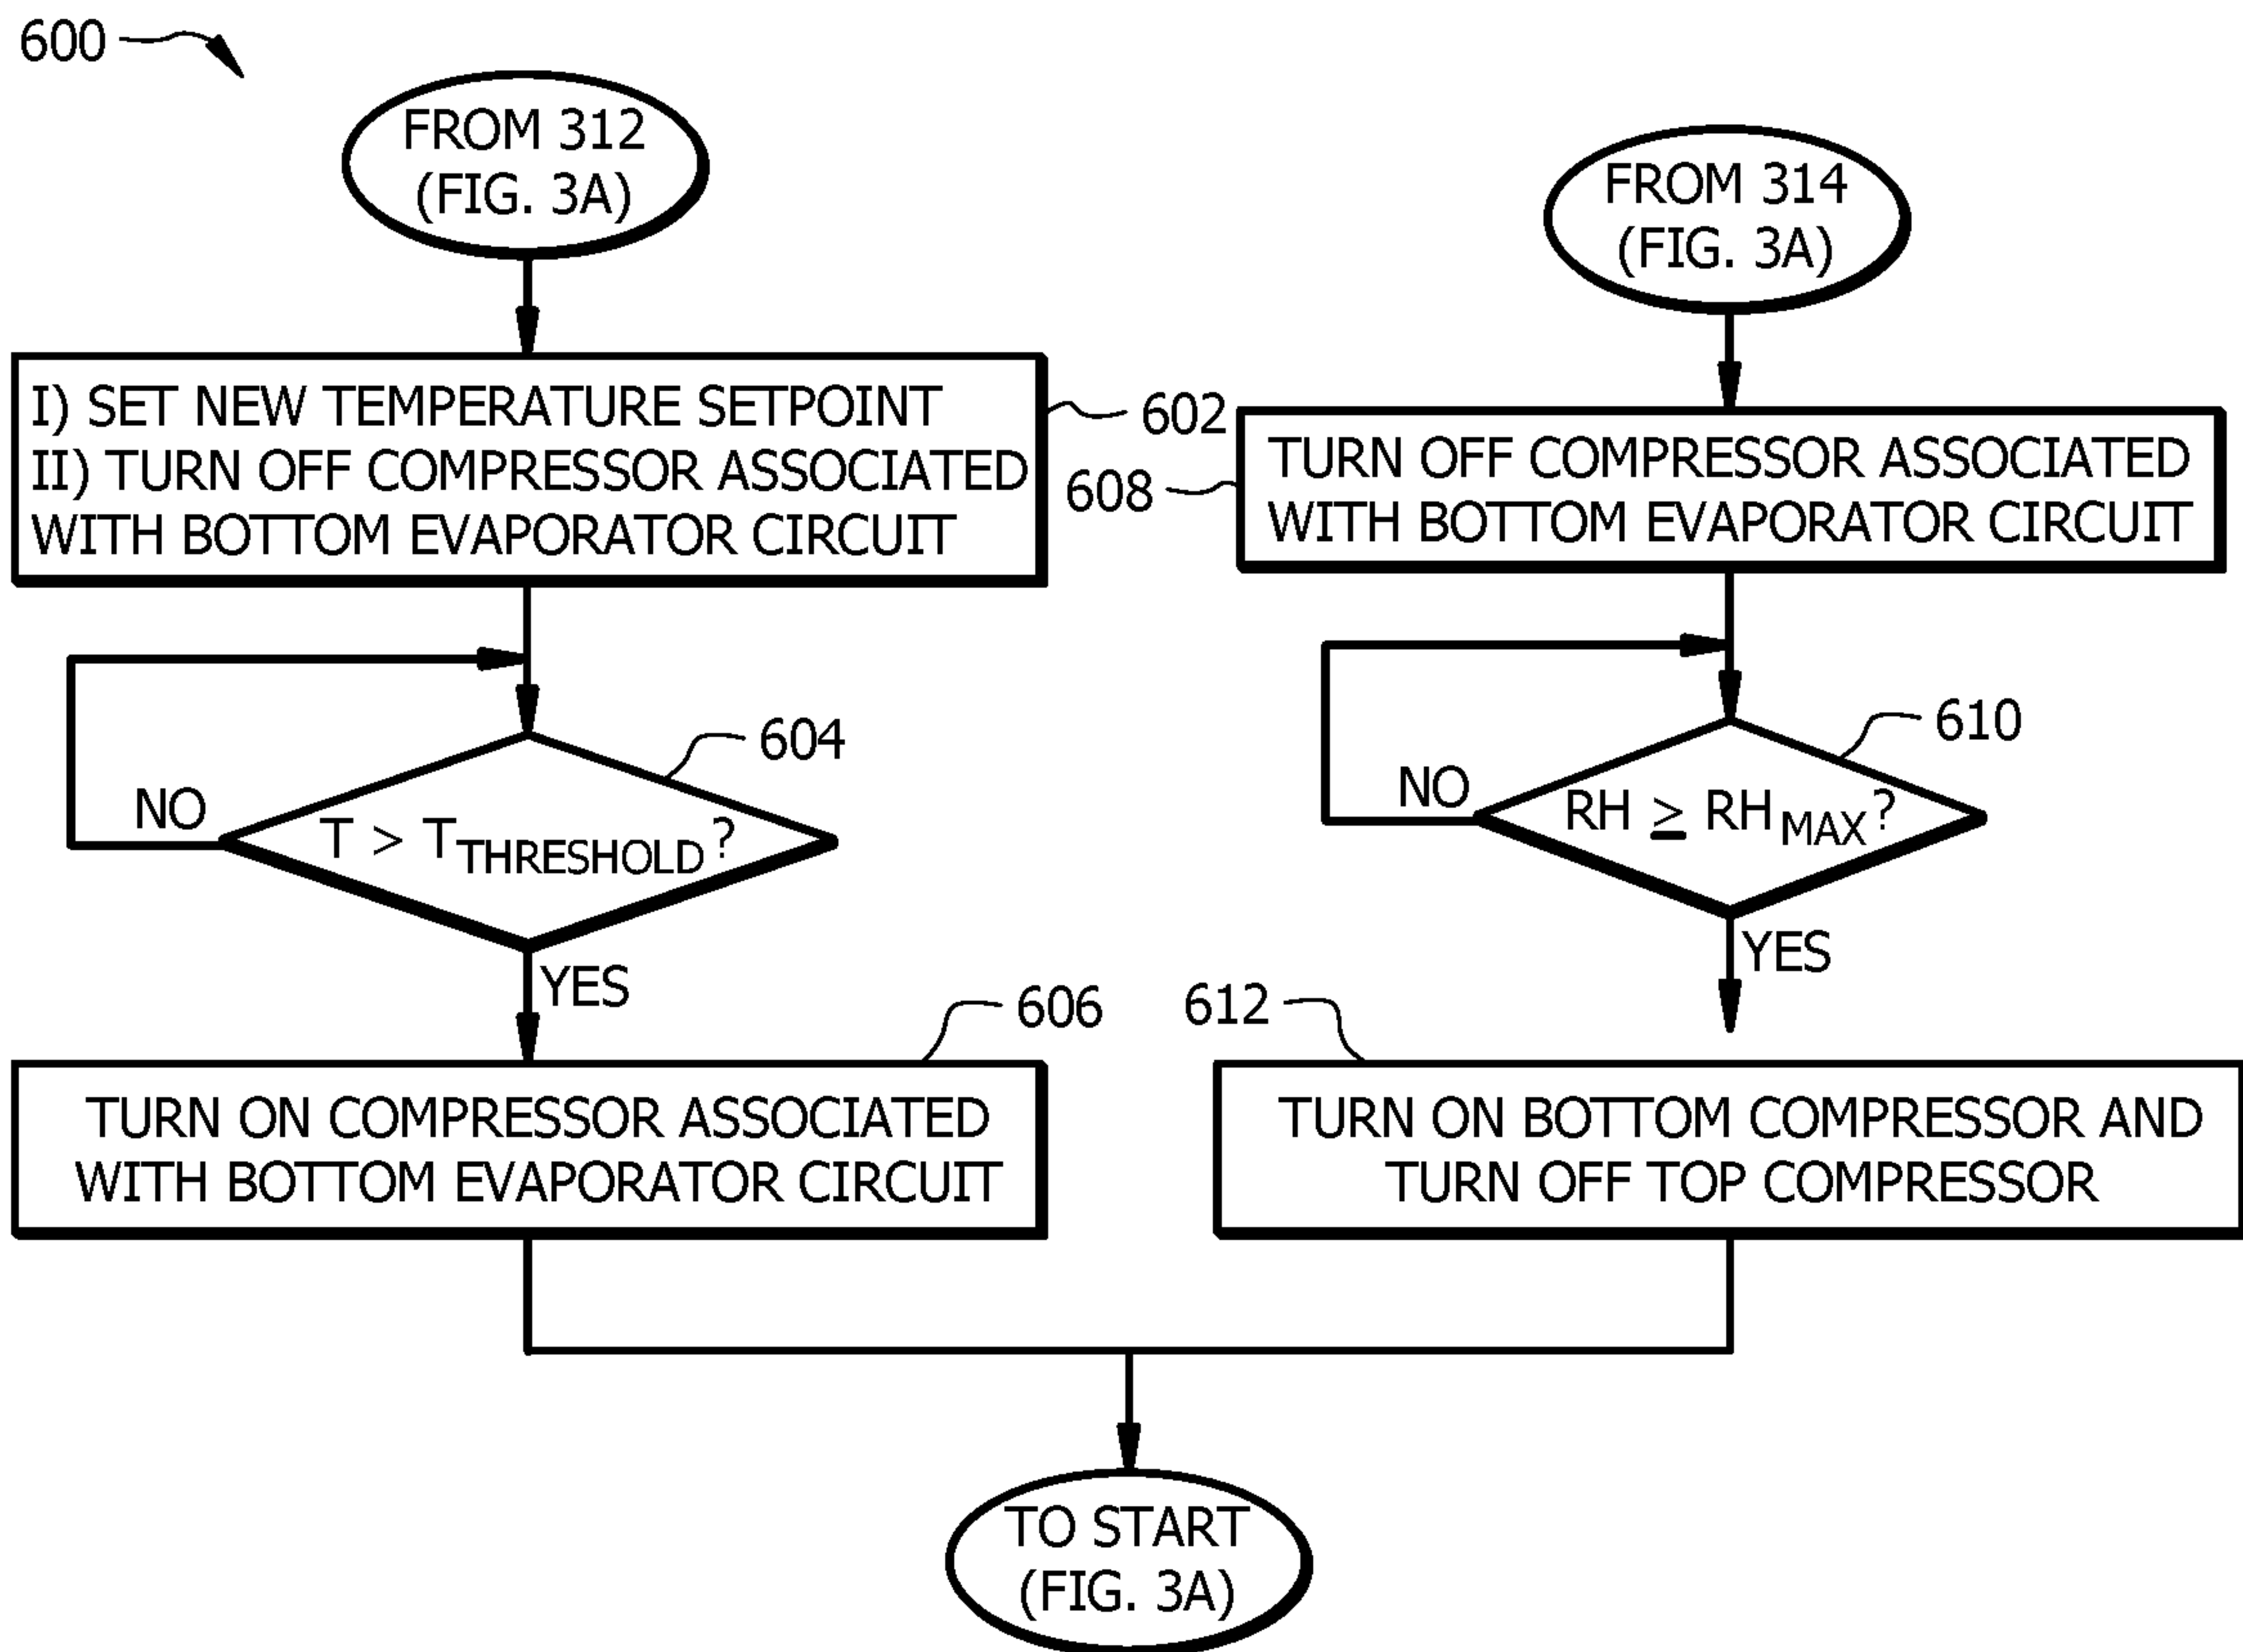 600
FROM 312
(FIG. 3A)
I) SET NEW TEMPERATURE SETPOINT
II) TURN OFF COMPRESSOR ASSOCIATED
WITH BOTTOM EVAPORATOR CIRCUIT
602
604
NO
T > T THRESHOLD ?
YES
606
TURN ON COMPRESSOR ASSOCIATED
WITH BOTTOM EVAPORATOR CIRCUIT
FROM 314
(FIG. 3A)
608
TURN OFF COMPRESSOR ASSOCIATED
WITH BOTTOM EVAPORATOR CIRCUIT
610
NO
RH ≥ RH MAX ?
YES
612
TURN ON BOTTOM COMPRESSOR AND
TURN OFF TOP COMPRESSOR
TO START
(FIG. 3A)